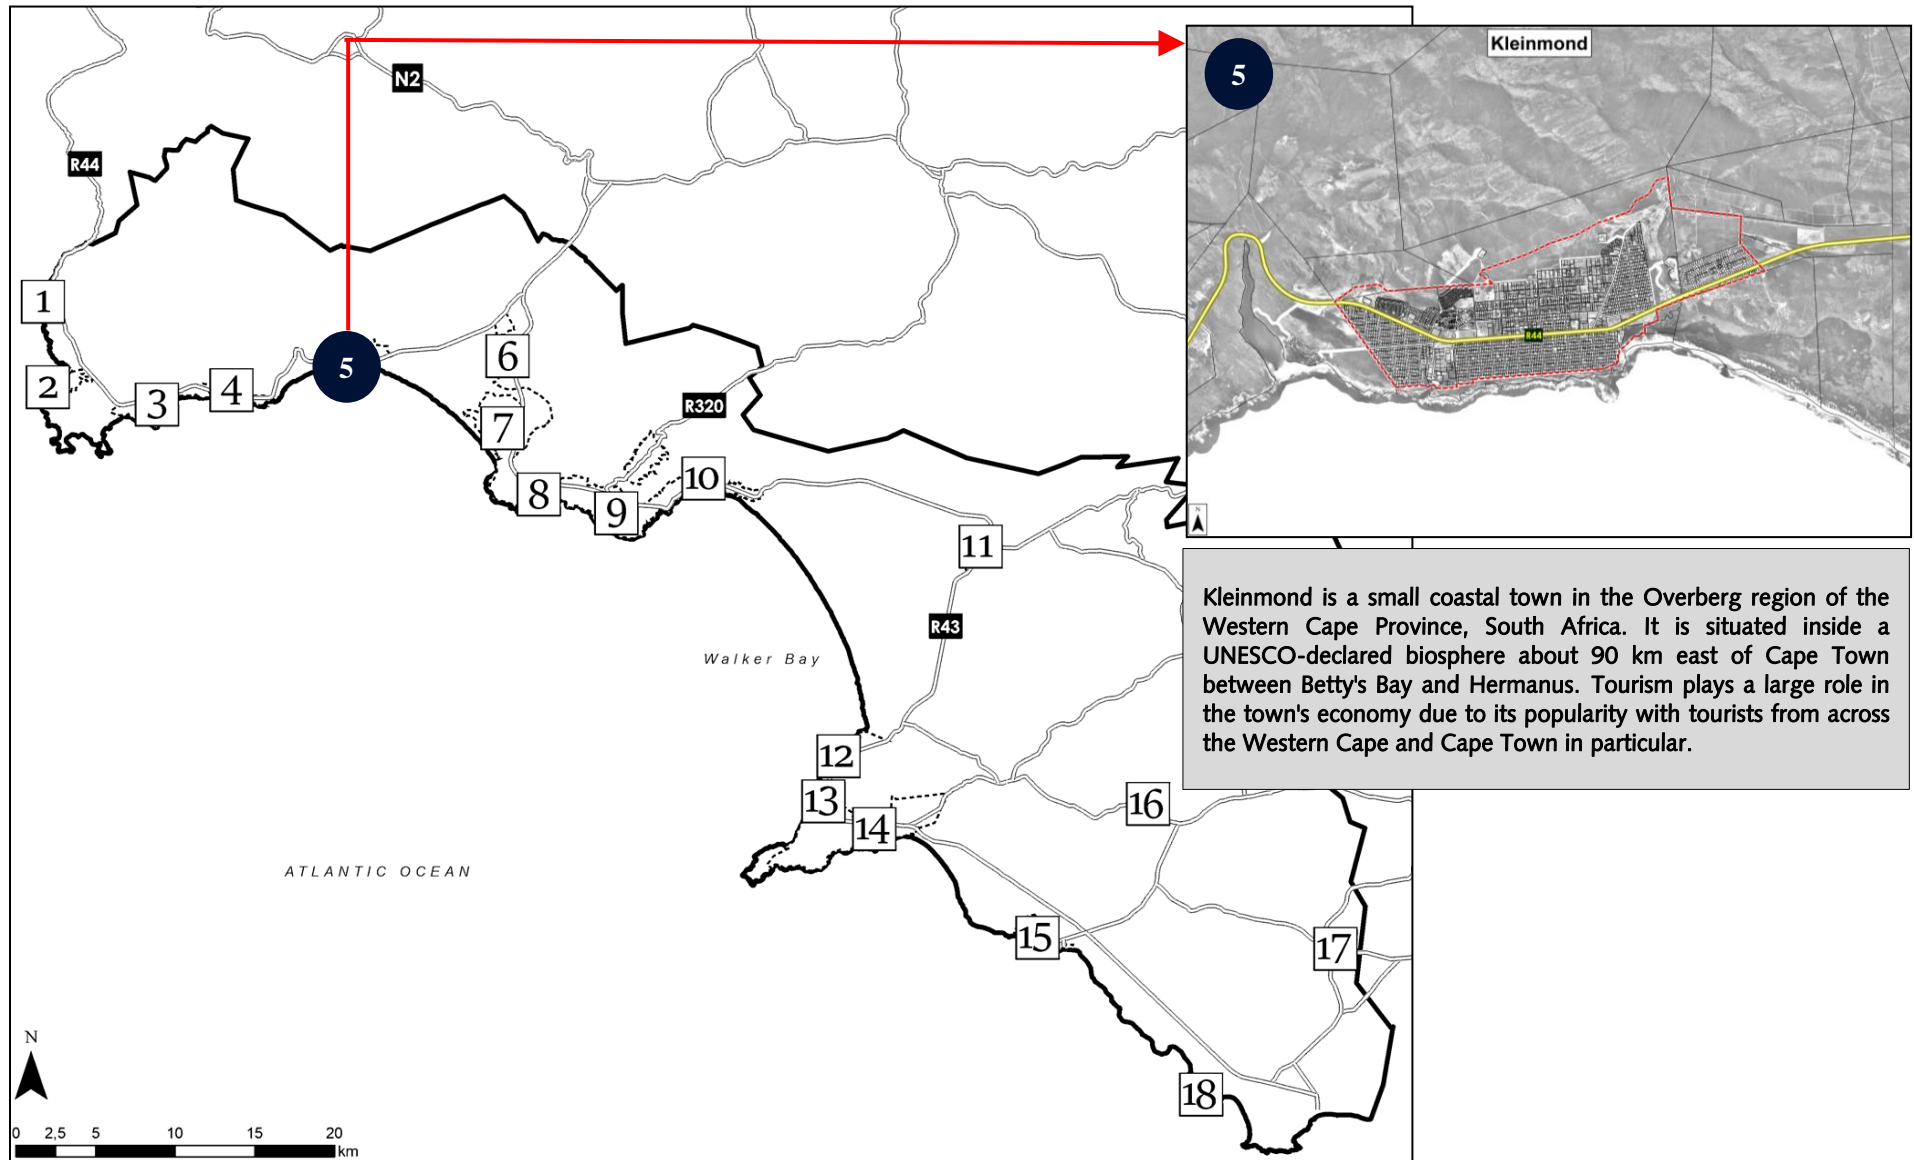 N2
R44
1
2
3
4
5
6
7
8
R320
9
10
11
R43
Walker Bay
12
13
14
16
ATLANTIC OCEAN
15
17
18
N
0 2,5 5 10 15 20
km
Kleinmond
5
R44
N
Kleinmond is a small coastal town in the Overberg region of the
Western Cape Province, South Africa. It is situated inside a
UNESCO-declared biosphere about 90 km east of Cape Town
between Betty's Bay and Hermanus. Tourism plays a large role in
the town's economy due to its popularity with tourists from across
the Western Cape and Cape Town in particular.